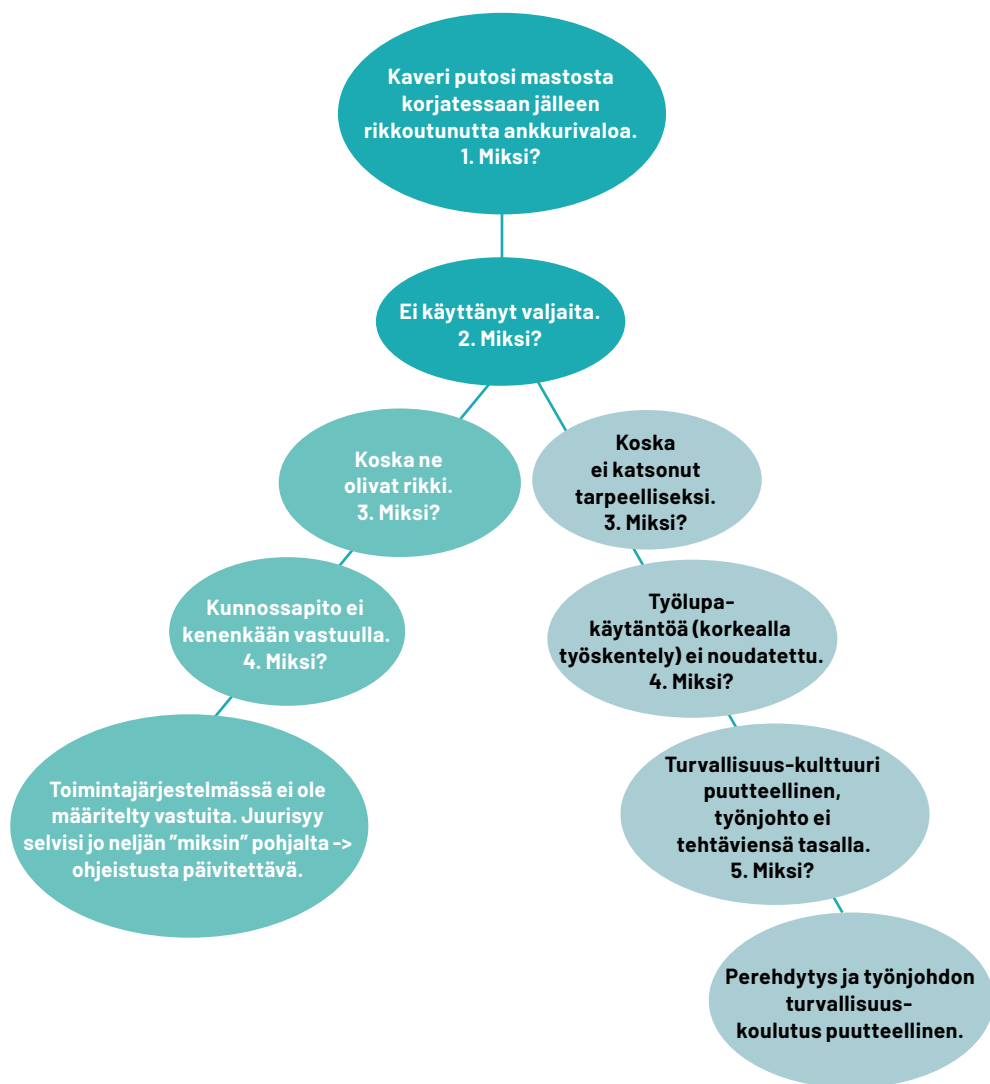 Kaveri putosi mastosta
korjatessaan jälleen
rikkoutunutta ankkurivaloa.
1. Miksi?
Ei käyttänyt valjaita.
2. Miksi?
Koska ne
olivat rikki.
3. Miksi?
Koska
ei katsonut
tarpeelliseksi.
3. Miksi?
Kunnossapito ei
kenenkään vastuulla.
4. Miksi?
Työlupa-
käytäntöä (korkealla
työskentely) ei noudatettu.
4. Miksi?
Toimintajärjestelmässä ei ole
määritelty vastuita. Juurisyy
selvisi jo neljän ”miksin” pohjalta ->
ohjeistusta päivitettävä.
Turvallisuus-kulttuuri
puutteellinen,
työnjohto ei
tehtäviensä tasalla.
5. Miksi?
Perehdytys ja työnjohdon
turvallisuus-
koulutus puutteellinen.